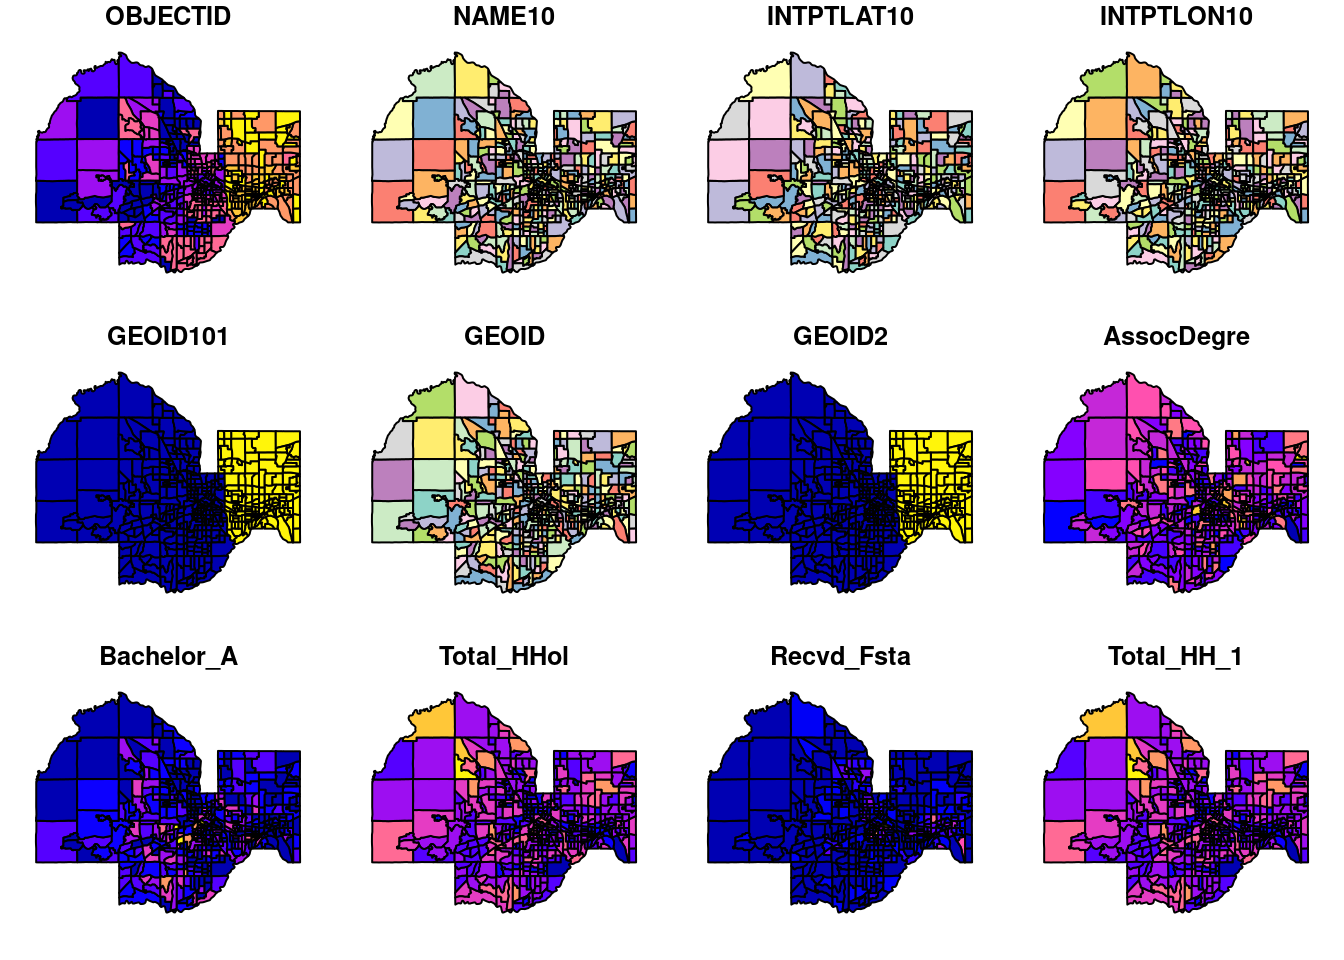 OBJECTID NAME10 INTPTLAT10 INTPTLON10
GEOID101 GEOID GEOID2 AssocDegre
Bachelor_A Total_HHol Recvd_Fsta Total_HH_1